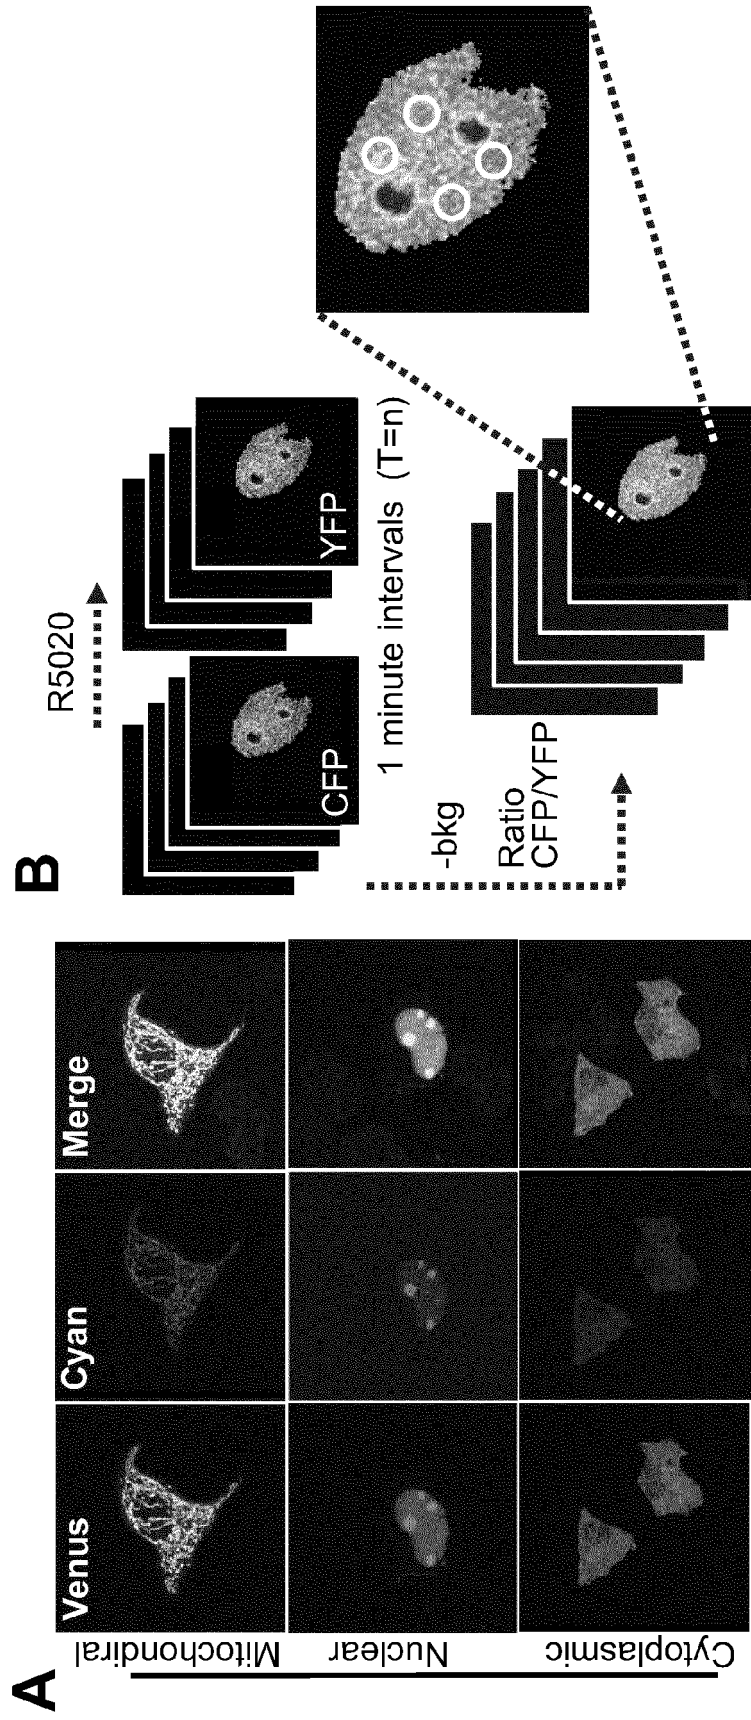 A
Venus
Cyan
Merge
Mitochondiral
Nuclear
Cytoplasmic
B
R5020
CFP
YFP
1 minute intervals (T=n)
-bkg
Ratio
CFP/YFP